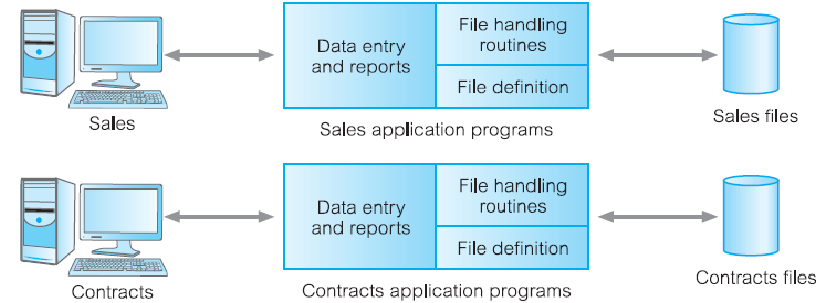 Data entry
and reports
File handling
routines
File definition
Sales
Sales application programs
Sales files
Data entry
and reports
File handling
routines
File definition
Contracts
Contracts application programs
Contracts files